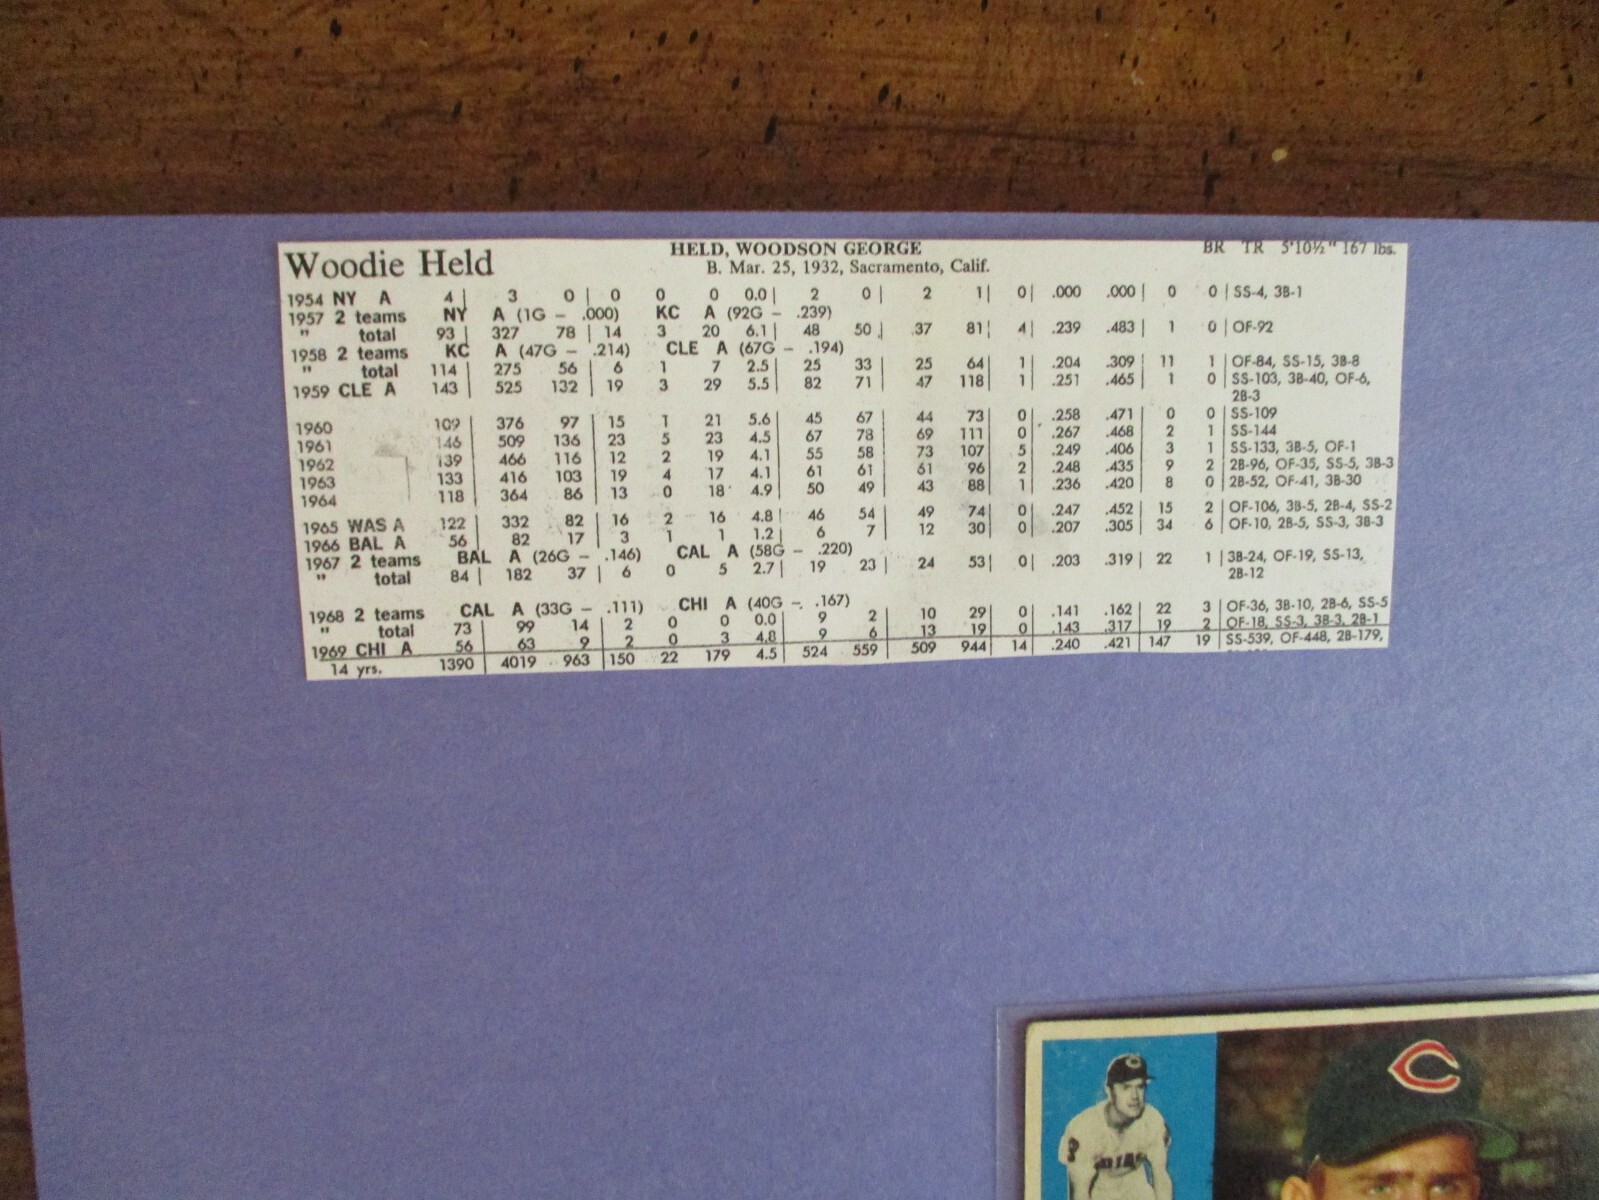 Woodie Held HELD, WOODSON GEORGE BR TR 5'10½" 167 lbs.
B. Mar. 25, 1932, Sacramento, Calif.
1954 NY A 4 3 0 0 0 0 0.0 2 0 2 1 0 .000 .000 0 0 SS-4, 3B-1
1957 2 teams NY A (1G – .000) KC A (92G – .239)
" total 93 327 78 14 3 20 6.1 48 50 37 81 4 .239 .483 1 0 OF-92
1958 2 teams KC A (47G – .214) CLE A (67G – .194)
" total 114 275 56 6 1 7 2.5 25 33 25 64 1 .204 .309 11 1 OF-84, SS-15, 3B-8
1959 CLE A 143 525 132 19 3 29 5.5 82 71 47 118 1 .251 .465 1 0 SS-103, 3B-40, OF-6,
2B-3
1960 109 376 97 15 1 21 5.6 45 67 44 73 0 .258 .471 0 0 SS-109
1961 146 509 136 23 5 23 4.5 67 78 69 111 0 .267 .468 2 1 SS-144
1962 139 466 116 12 2 19 4.1 55 58 73 107 5 .249 .406 3 1 SS-133, 3B-5, OF-1
1963 133 416 103 19 4 17 4.1 61 61 61 96 2 .248 .435 9 2 2B-96, OF-35, SS-5, 3B-3
1964 118 364 86 13 0 18 4.9 50 49 43 88 1 .236 .420 8 0 2B-52, OF-41, 3B-30
1965 WAS A 122 332 82 16 2 16 4.8 46 54 49 74 0 .247 .452 15 2 OF-106, 3B-5, 2B-4, SS-2
1966 BAL A 56 82 17 3 1 1 1.2 6 7 12 30 0 .207 .305 34 6 OF-10, 2B-5, SS-3, 3B-3
1967 2 teams BAL A (26G – .146) CAL A (58G – .220)
" total 84 182 37 6 0 5 2.7 19 23 24 53 0 .203 .319 22 1 3B-24, OF-19, SS-13,
2B-12
1968 2 teams CAL A (33G – .111) CHI A (40G – .167)
" total 73 99 14 2 0 0 0.0 9 2 10 29 0 .141 .162 22 3 OF-36, 3B-10, 2B-6, SS-5
1969 CHI A 56 63 9 2 0 3 4.8 9 6 13 19 0 .143 .317 19 2 OF-18, SS-3, 3B-3, 2B-1
14 yrs. 1390 4019 963 150 22 179 4.5 524 559 509 944 14 .240 .421 147 19 SS-539, OF-448, 2B-179,
C